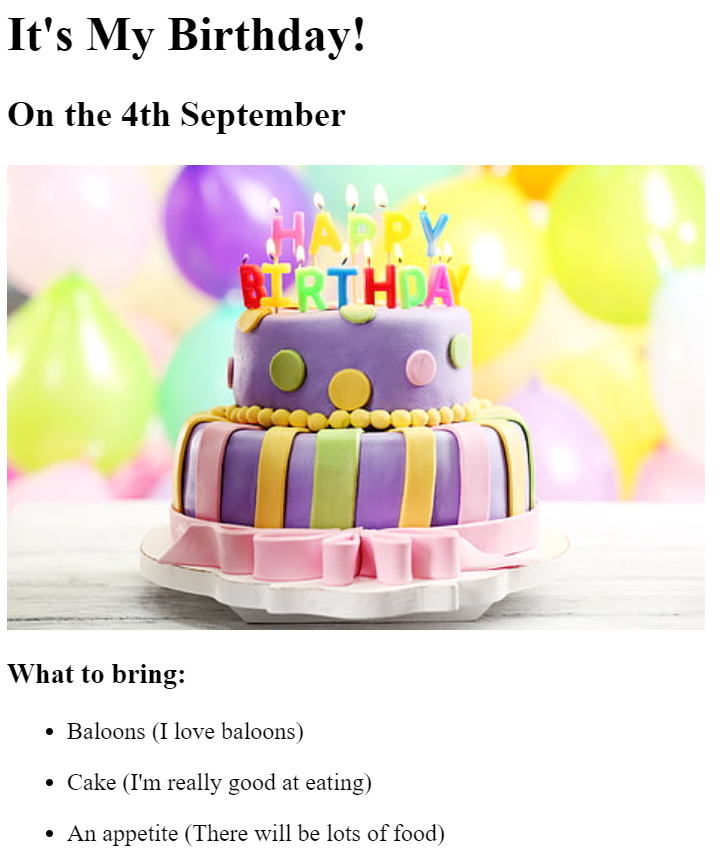 It's My Birthday!
On the 4th September
HAPPY
BIRTHDAY
What to bring:
Baloons (I love baloons)
Cake (I'm really good at eating)
An appetite (There will be lots of food)